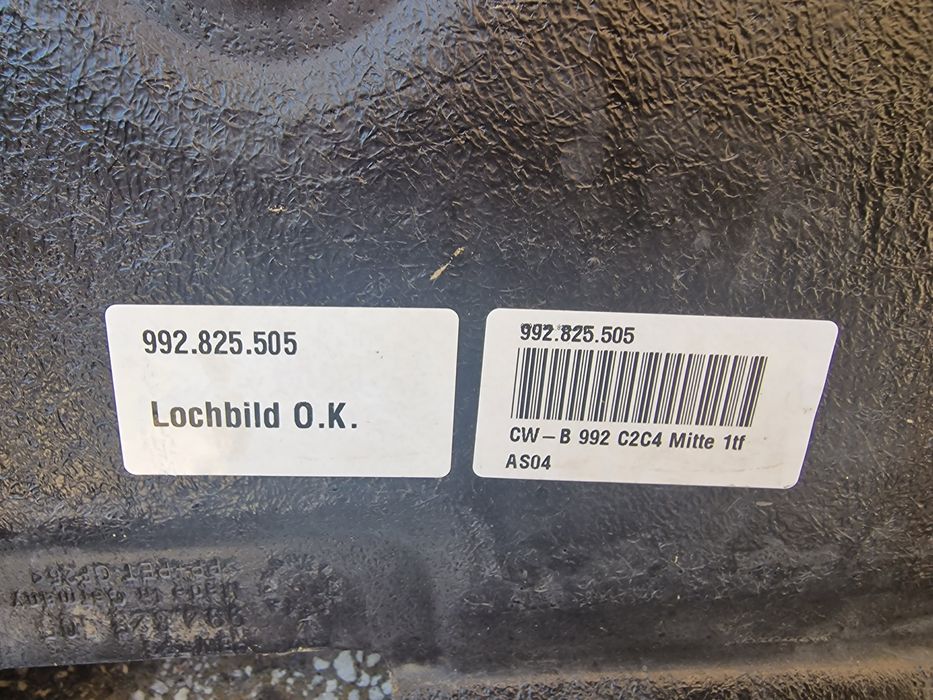 992.825.505
Lochbild O.K.
992.825.505
CW-B 992 C2C4 Mitte 1tf
AS04